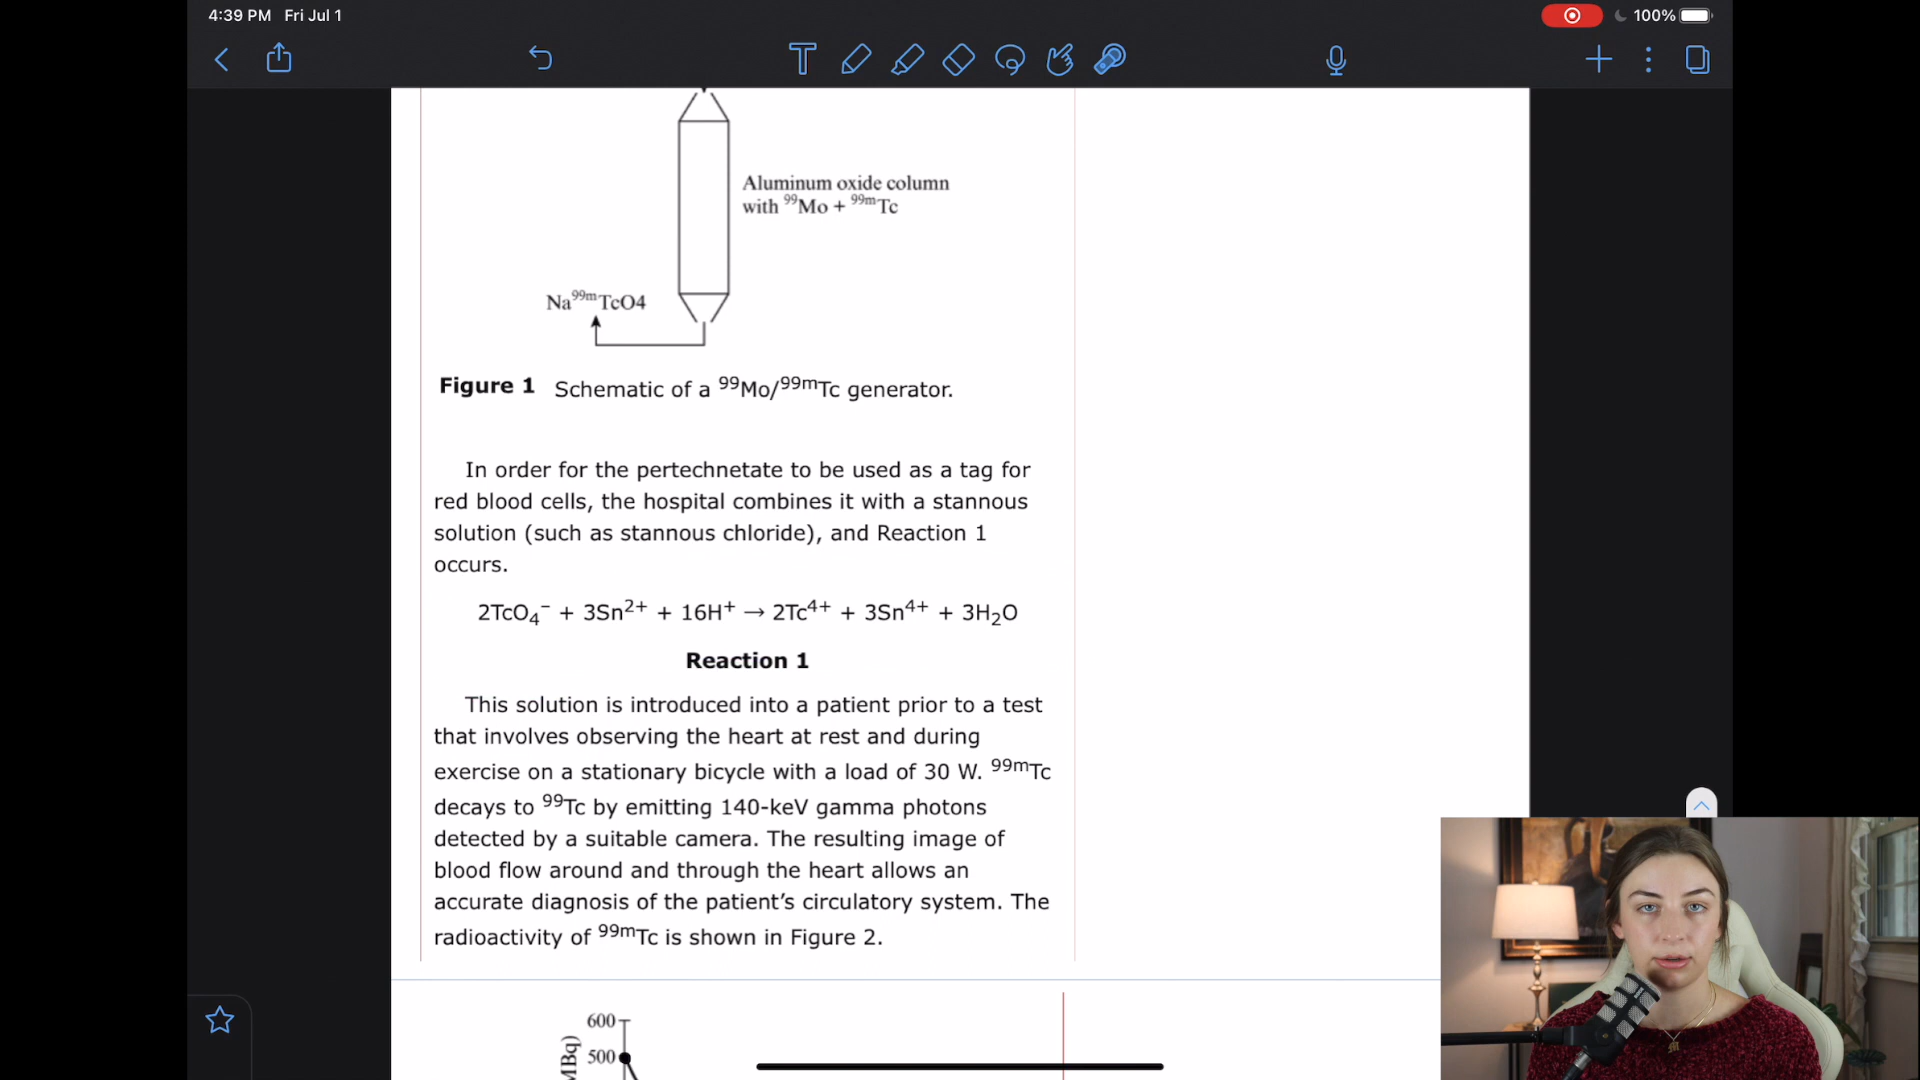 4:39 PM Fri Jul 1
100%
Aluminum oxide column
with ⁹⁹Mo + ⁹⁹ᵐTc
Na⁹⁹ᵐTcO4
Figure 1 Schematic of a ⁹⁹Mo/⁹⁹ᵐTc generator.
In order for the pertechnetate to be used as a tag for
red blood cells, the hospital combines it with a stannous
solution (such as stannous chloride), and Reaction 1
occurs.
2TcO₄⁻ + 3Sn²⁺ + 16H⁺ → 2Tc⁴⁺ + 3Sn⁴⁺ + 3H₂O
Reaction 1
This solution is introduced into a patient prior to a test
that involves observing the heart at rest and during
exercise on a stationary bicycle with a load of 30 W. ⁹⁹ᵐTc
decays to ⁹⁹Tc by emitting 140-keV gamma photons
detected by a suitable camera. The resulting image of
blood flow around and through the heart allows an
accurate diagnosis of the patient’s circulatory system. The
radioactivity of ⁹⁹ᵐTc is shown in Figure 2.
600
500
MBq)